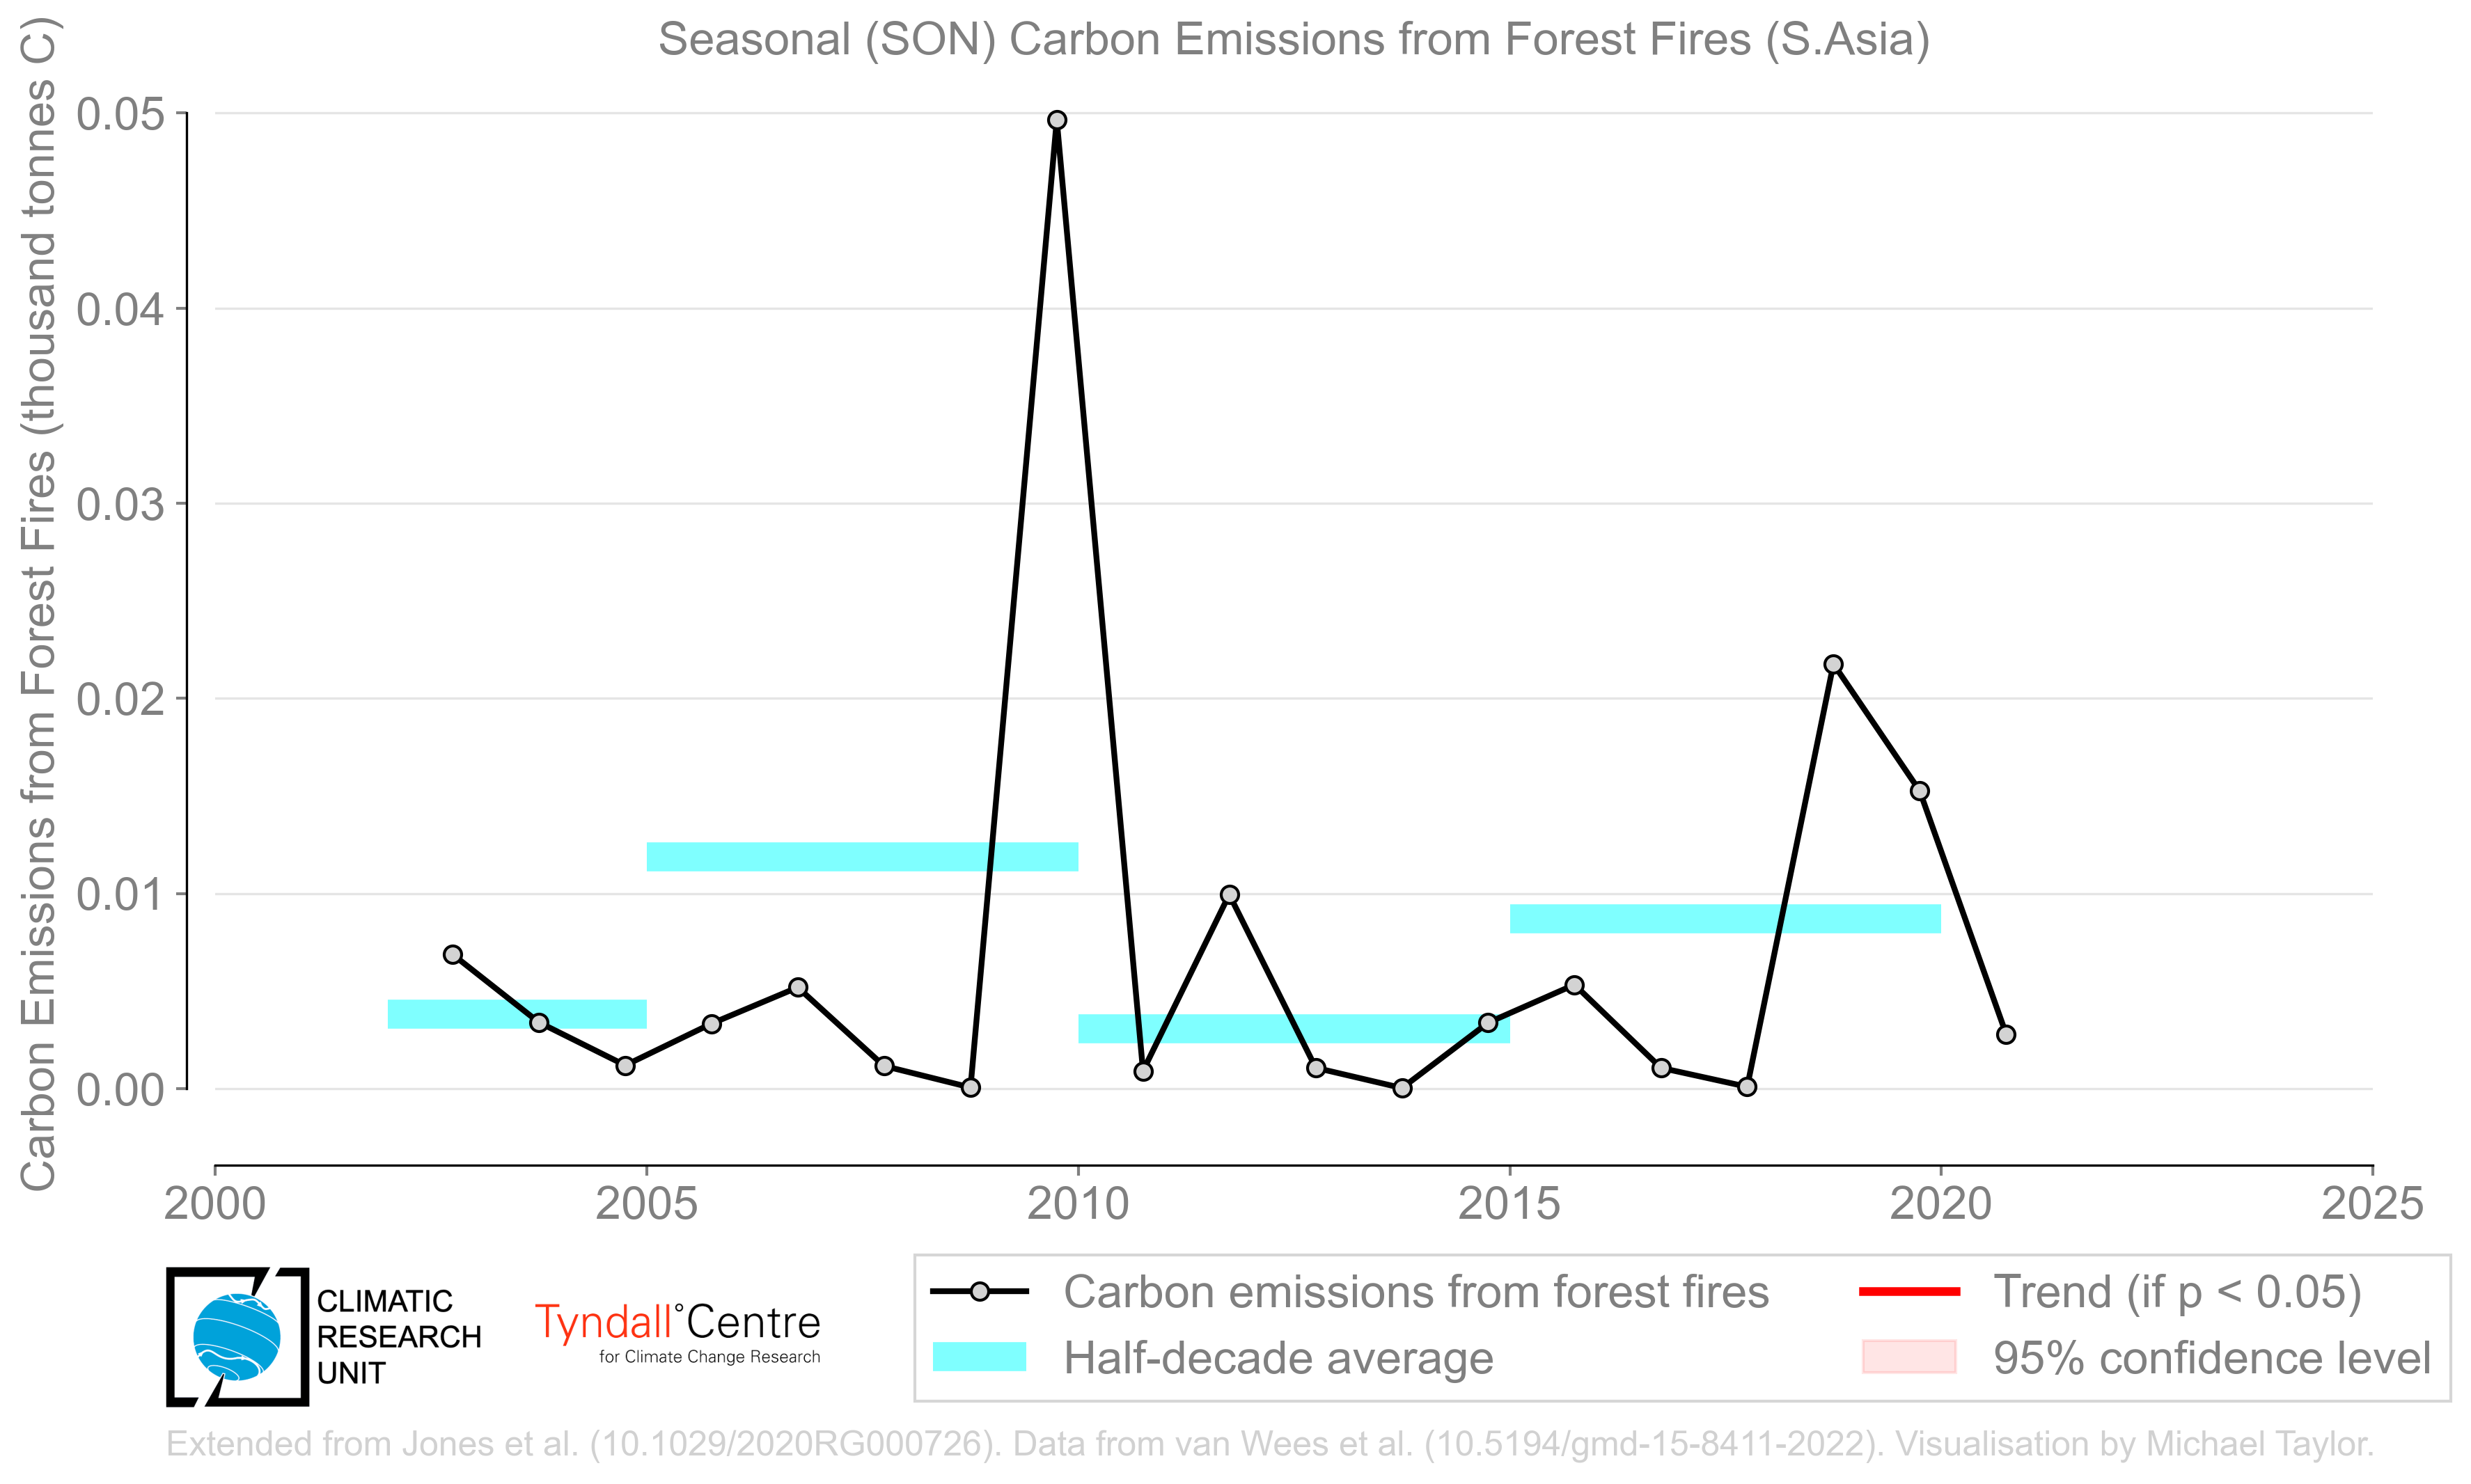 Seasonal (SON) Carbon Emissions from Forest Fires (S.Asia)
Carbon Emissions from Forest Fires (thousand tonnes C)
0.05
0.04
0.03
0.02
0.01
0.00
2000 2005 2010 2015 2020 2025
CLIMATIC
RESEARCH
UNIT
Tyndall°Centre
for Climate Change Research
Carbon emissions from forest fires
Half-decade average
Trend (if p < 0.05)
95% confidence level
Extended from Jones et al. (10.1029/2020RG000726). Data from van Wees et al. (10.5194/gmd-15-8411-2022). Visualisation by Michael Taylor.